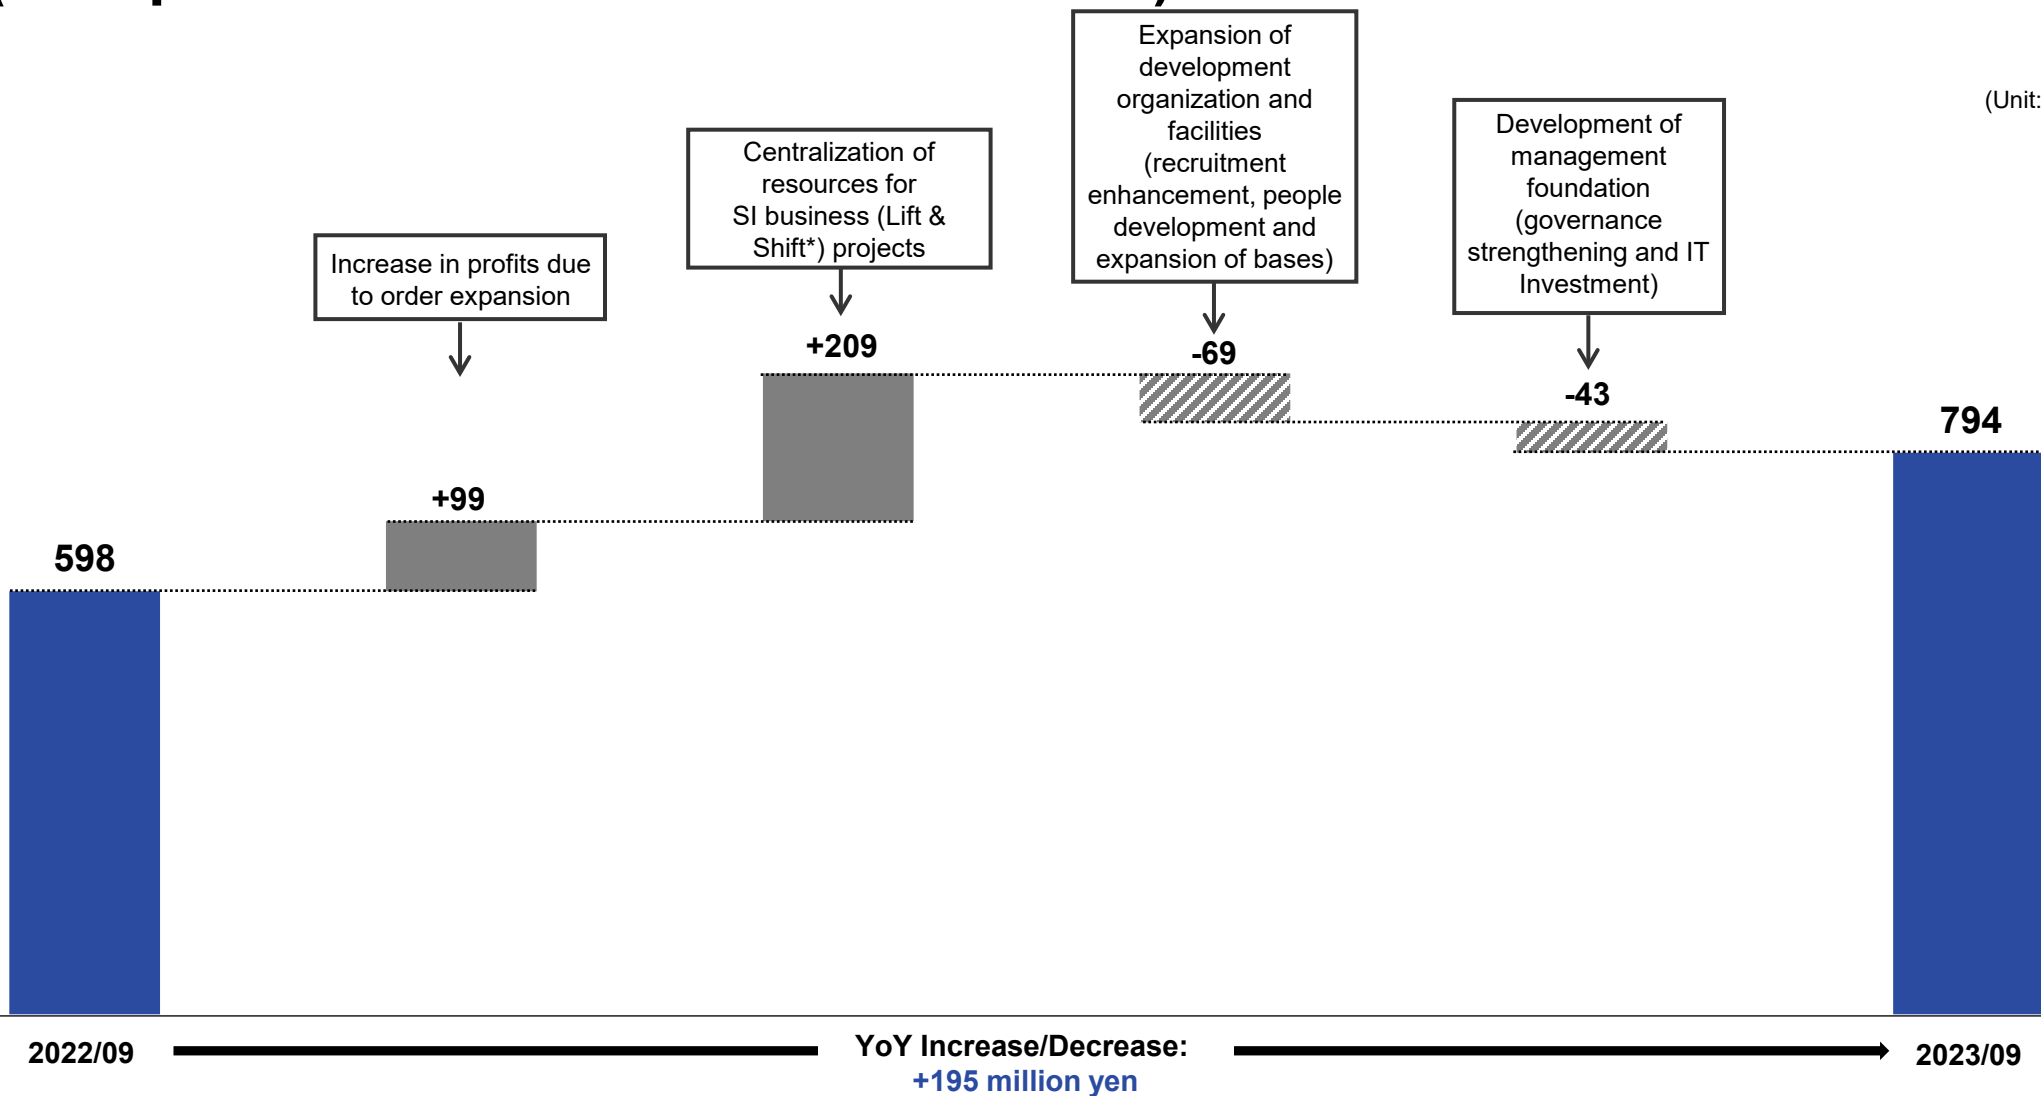 Expansion of
development
organization and
facilities
(recruitment
enhancement, people
development and
expansion of bases)
(Unit:
Development of
management
foundation
(governance
strengthening and IT
Investment)
Centralization of
resources for
SI business (Lift &
Shift*) projects
Increase in profits due
to order expansion
+209
-69
-43
794
+99
598
2022/09
YoY Increase/Decrease:
+195 million yen
2023/09